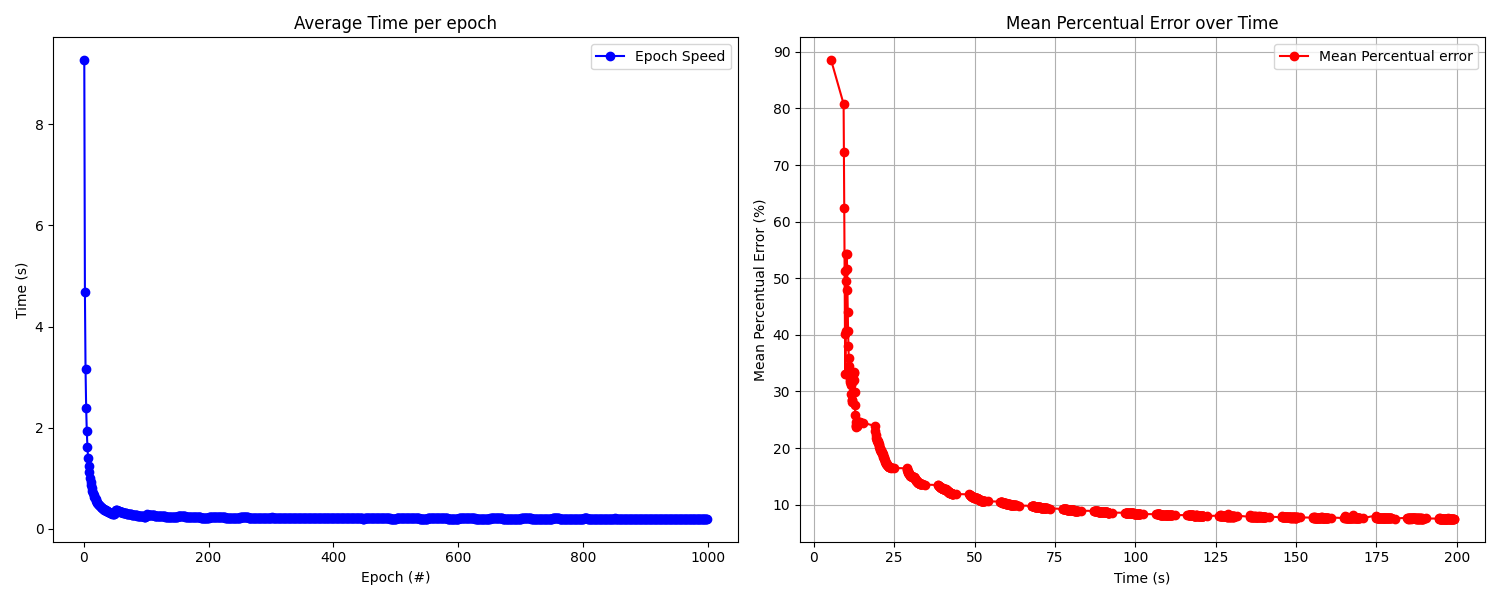 Average Time per epoch
Epoch Speed
Time (s)
8
6
4
2
0
0 200 400 600 800 1000
Epoch (#)
Mean Percentual Error over Time
Mean Percentual error
Mean Percentual Error (%)
90
80
70
60
50
40
30
20
10
0 25 50 75 100 125 150 175 200
Time (s)